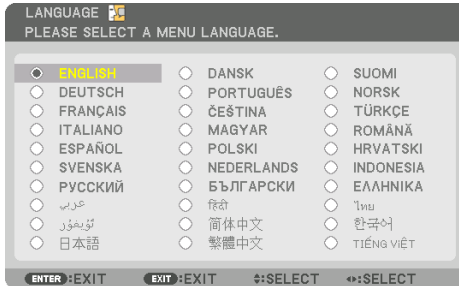 LANGUAGE
PLEASE SELECT A MENU LANGUAGE.
ENGLISH DANSK SUOMI
DEUTSCH PORTUGUÊS NORSK
FRANÇAIS ČEŠTINA TÜRKÇE
ITALIANO MAGYAR ROMÂNĂ
ESPAÑOL POLSKI HRVATSKI
SVENSKA NEDERLANDS INDONESIA
РУССКИЙ БЪЛГАРСКИ ΕΛΛΗΝΙΚΑ
عربي हिंदी ไทย
ئۇيغۇر 简体中文 한국어
日本語 繁體中文 TIẾNG VIỆT
ENTER:EXIT EXIT:EXIT :SELECT :SELECT